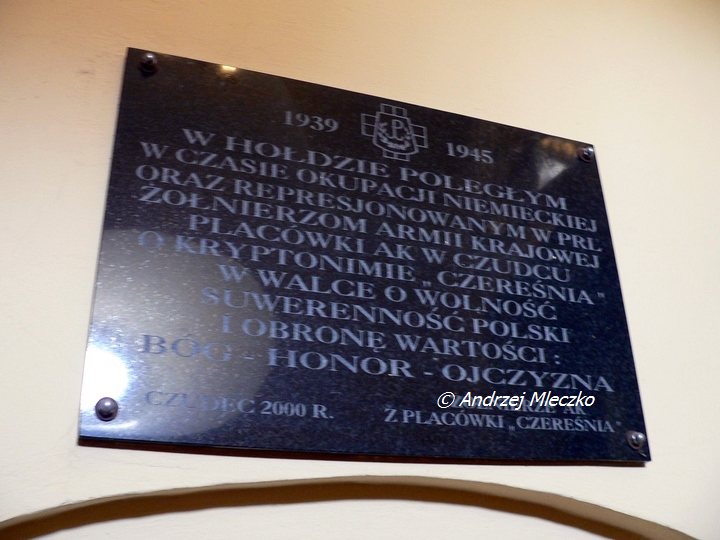 1939 1945
W HOŁDZIE POLEGŁYM
W CZASIE OKUPACJI NIEMIECKIEJ
ORAZ REPRESJONOWANYM W PRL
ŻOŁNIERZOM ARMII KRAJOWEJ
PLACÓWKI AK W CZUDCU
O KRYPTONIMIE „CZEREŚNIA"
W WALCE O WOLNOŚĆ
SUWERENNOŚĆ POLSKI
I OBRONĘ WARTOŚCI :
BÓG - HONOR - OJCZYZNA
CZUDEC 2000 R. AK
Z PLACÓWKI „CZEREŚNIA"
© Andrzej Mleczko